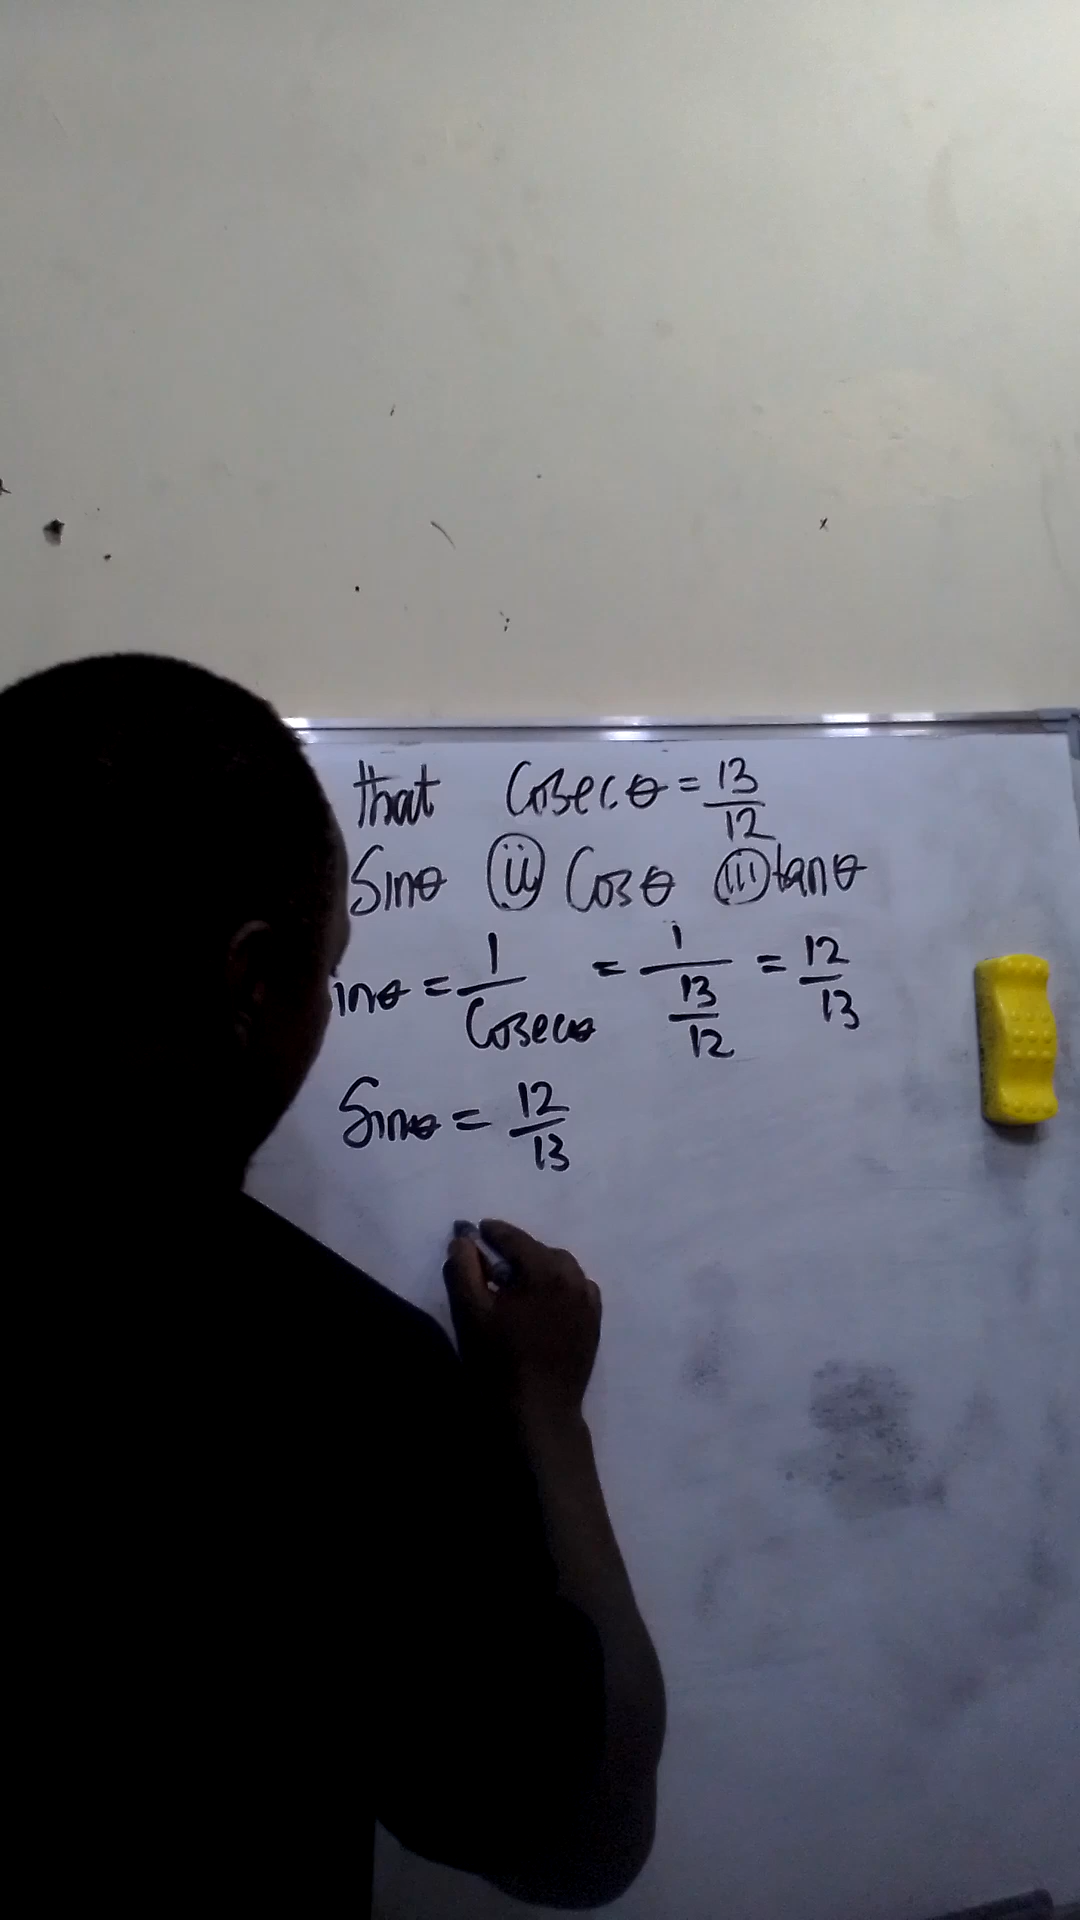 that Cosec θ = 13/12
Sinθ (ii) Cosθ (iii) tanθ
inθ = 1/Cosecθ = 1/(13/12) = 12/13
Sinθ = 12/13